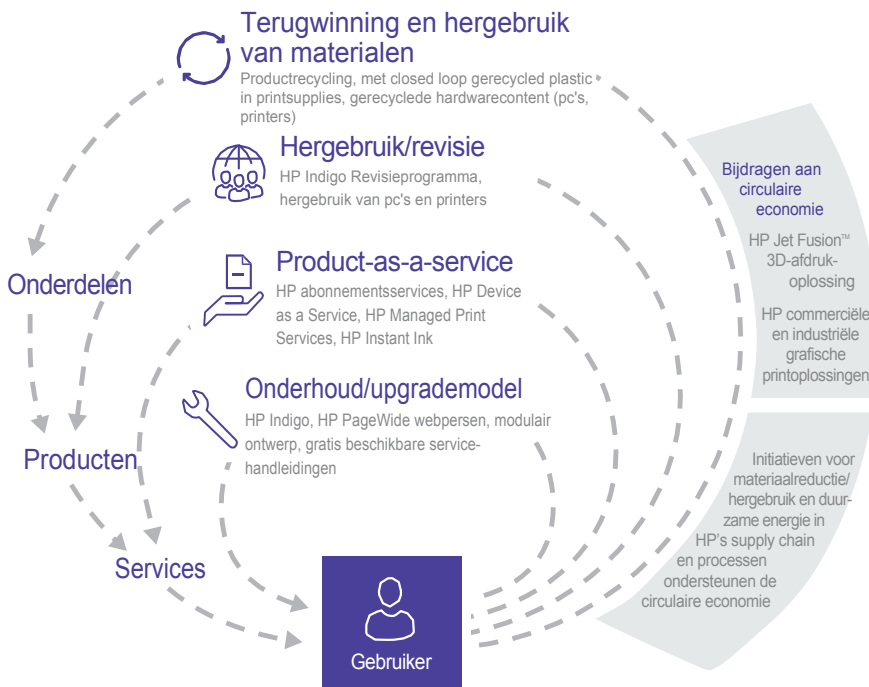 Terugwinning en hergebruik
van materialen
Productrecycling, met closed loop gerecycled plastic
in printsupplies, gerecyclede hardwarecontent (pc's,
printers)
Hergebruik/revisie
HP Indigo Revisieprogramma,
hergebruik van pc's en printers
Product-as-a-service
HP abonnementsservices, HP Device
as a Service, HP Managed Print
Services, HP Instant Ink
Onderhoud/upgrademodel
HP Indigo, HP PageWide webpersen, modulair
ontwerp, gratis beschikbare service-
handleidingen
Onderdelen
Producten
Services
Gebruiker
Bijdragen aan
circulaire
economie
HP Jet Fusion™
3D-afdruk-
oplossing
HP commerciële
en industriële
grafische
printoplossingen
Initiatieven voor
materiaalreductie/
hergebruik en duur-
zame energie in
HP's supply chain
en processen
ondersteunen de
circulaire economie